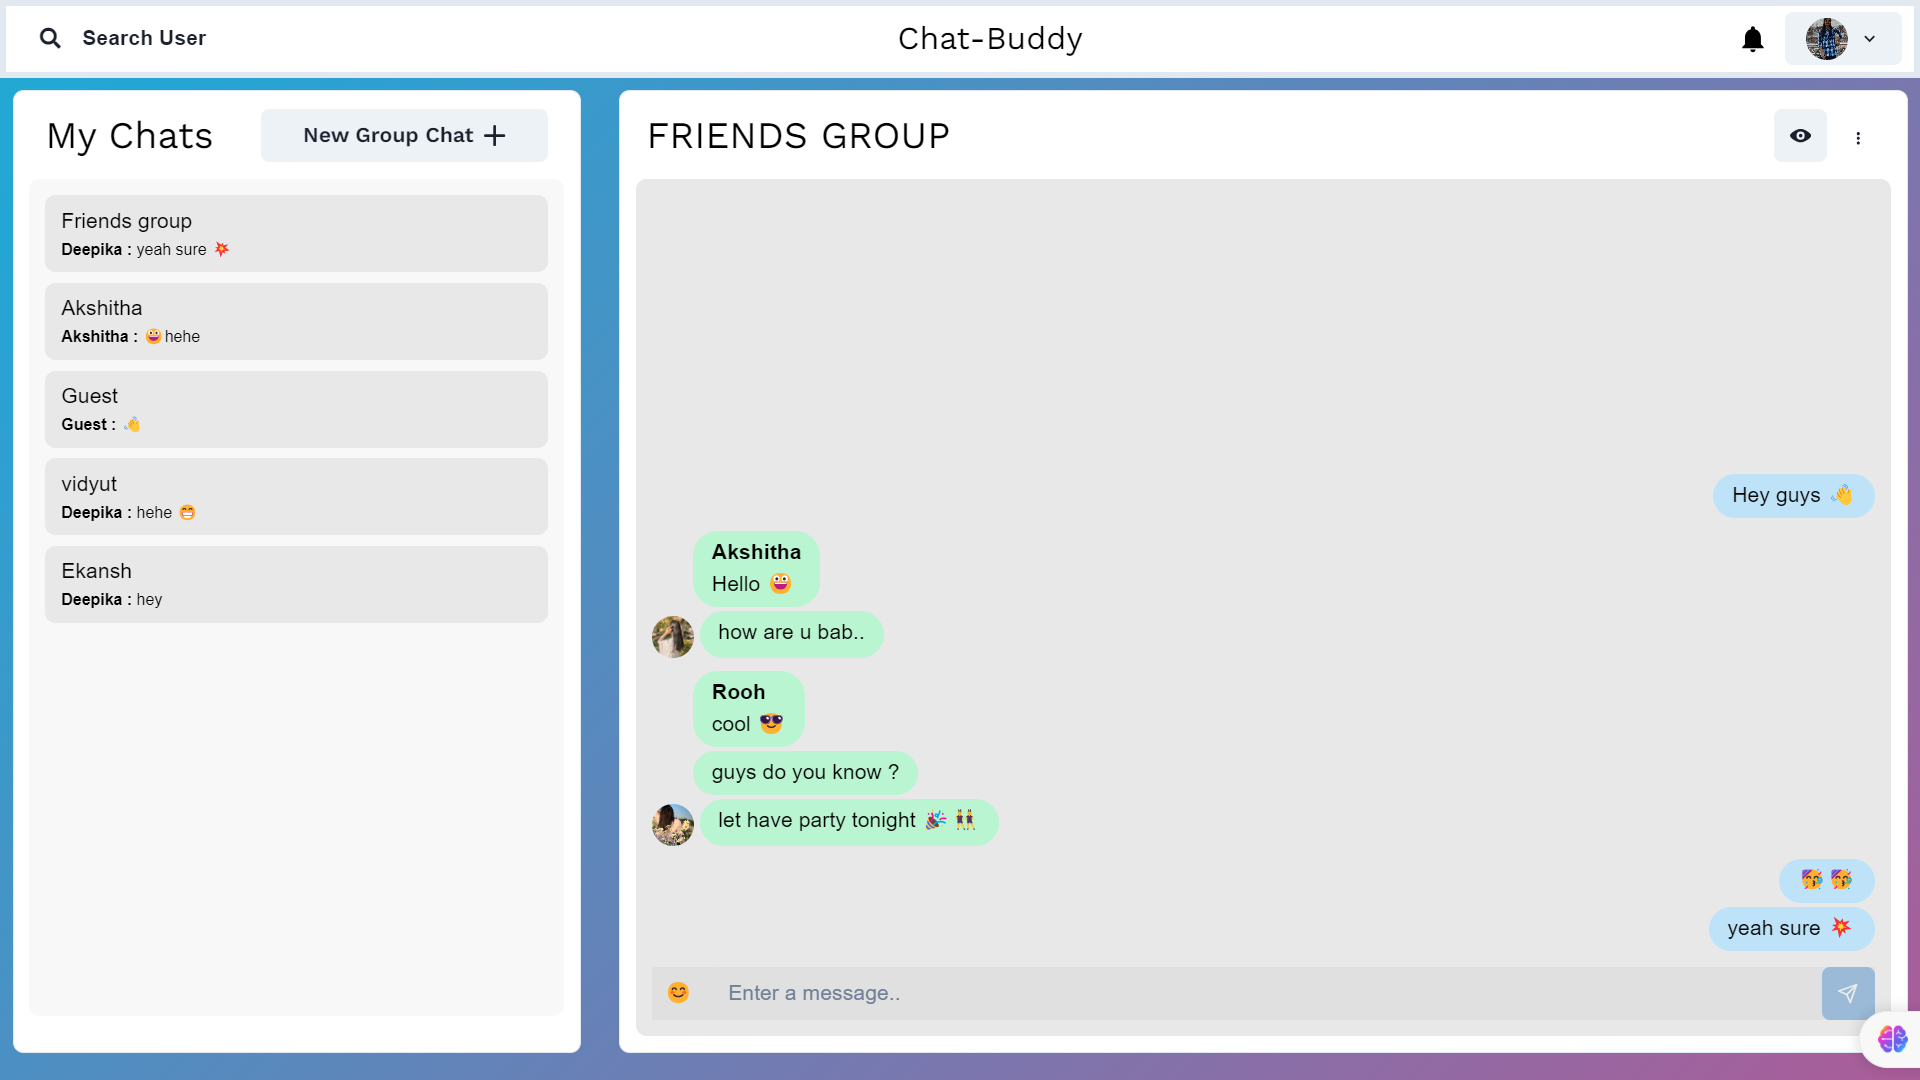 Search User
Chat-Buddy
My Chats
New Group Chat +
Friends group
Deepika : yeah sure 💥
Akshitha
Akshitha : 😀hehe
Guest
Guest : 👋
vidyut
Deepika : hehe 😁
Ekansh
Deepika : hey
FRIENDS GROUP
Hey guys 👋
Akshitha
Hello 😀
how are u bab..
Rooh
cool 😎
guys do you know ?
let have party tonight 🎉 👯
🥳 🥳
yeah sure 💥
😊 Enter a message..